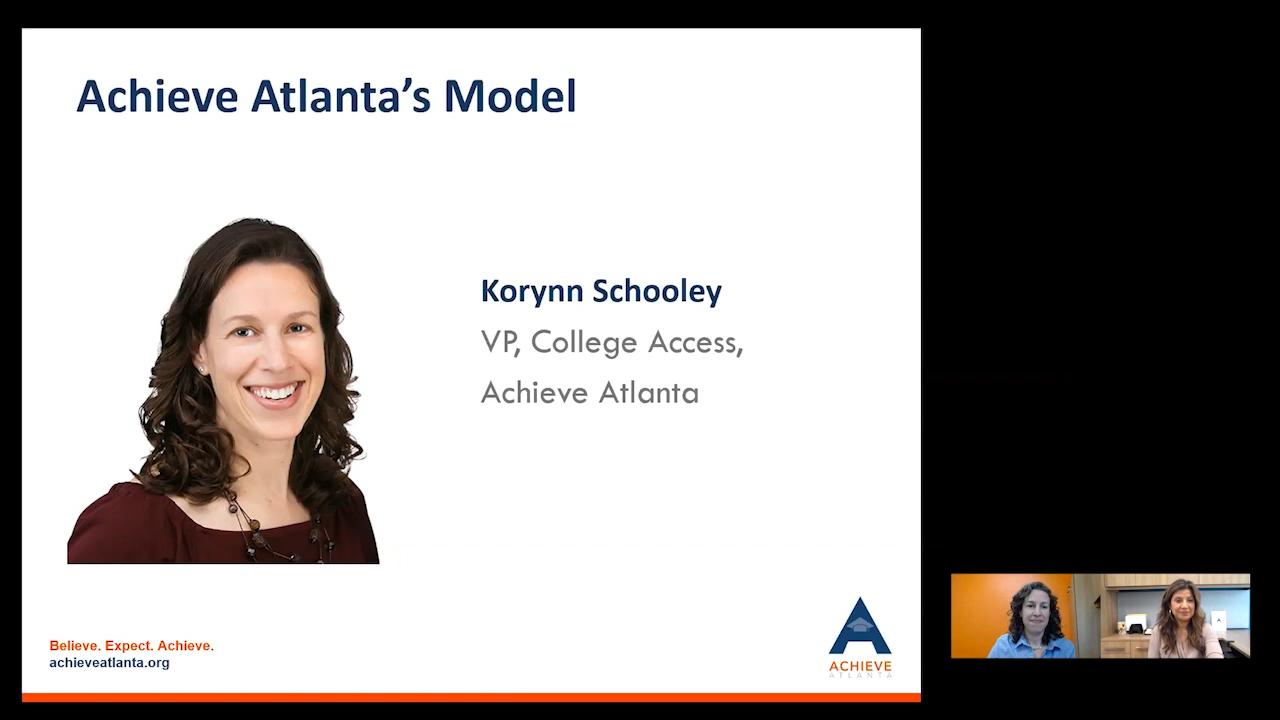 Achieve Atlanta’s Model
Korynn Schooley
VP, College Access,
Achieve Atlanta
Believe. Expect. Achieve.
achieveatlanta.org
ACHIEVE
ATLANTA